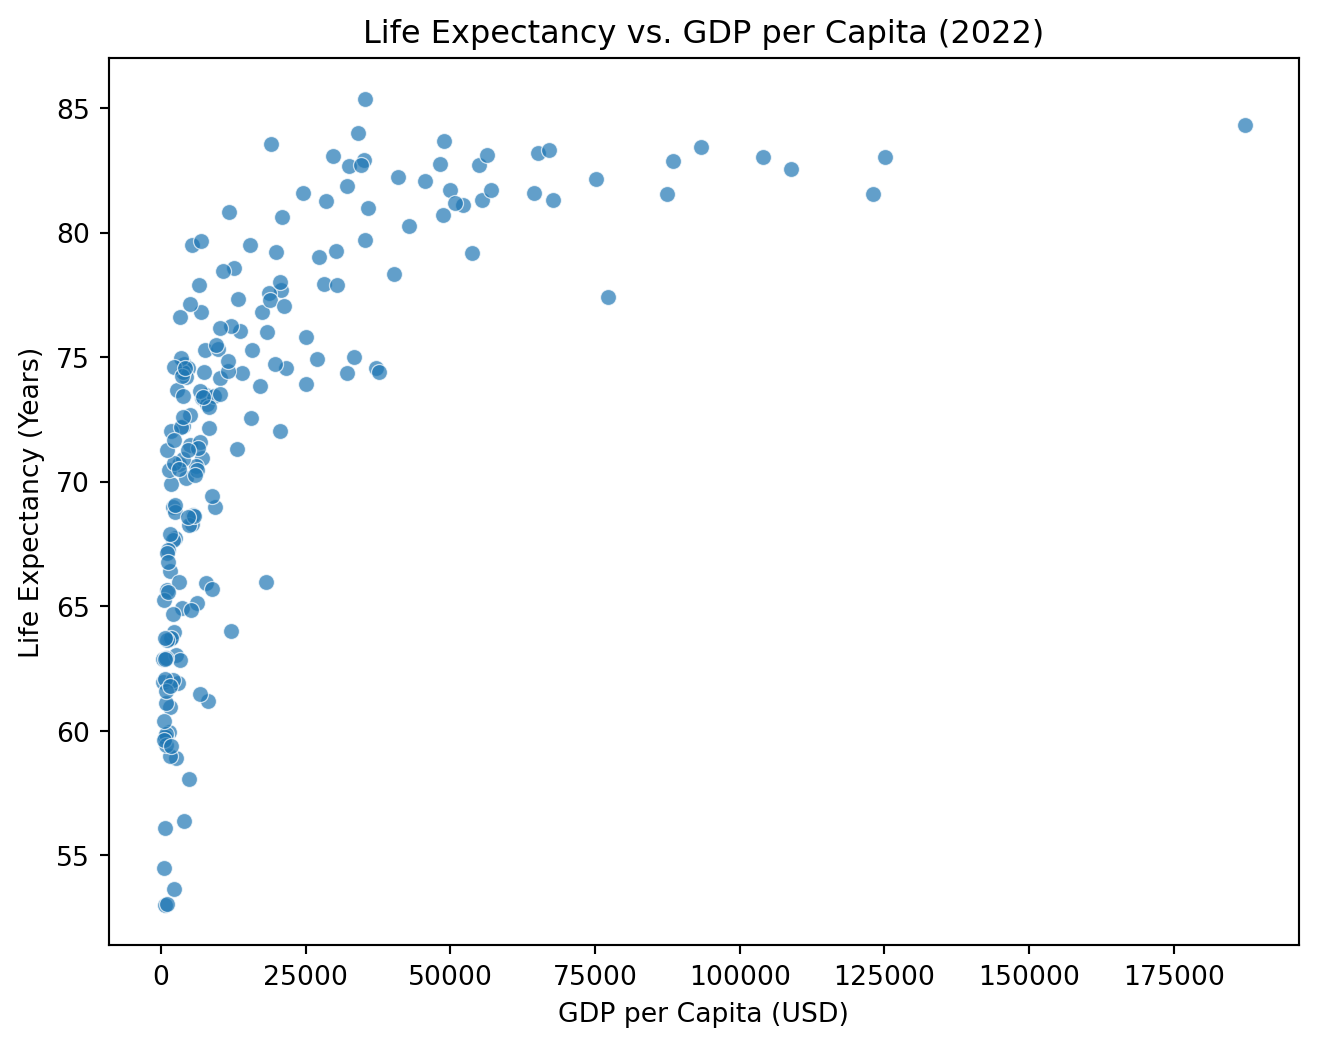 Life Expectancy vs. GDP per Capita (2022)
85
80
75
70
65
60
55
Life Expectancy (Years)
0 25000 50000 75000 100000 125000 150000 175000
GDP per Capita (USD)